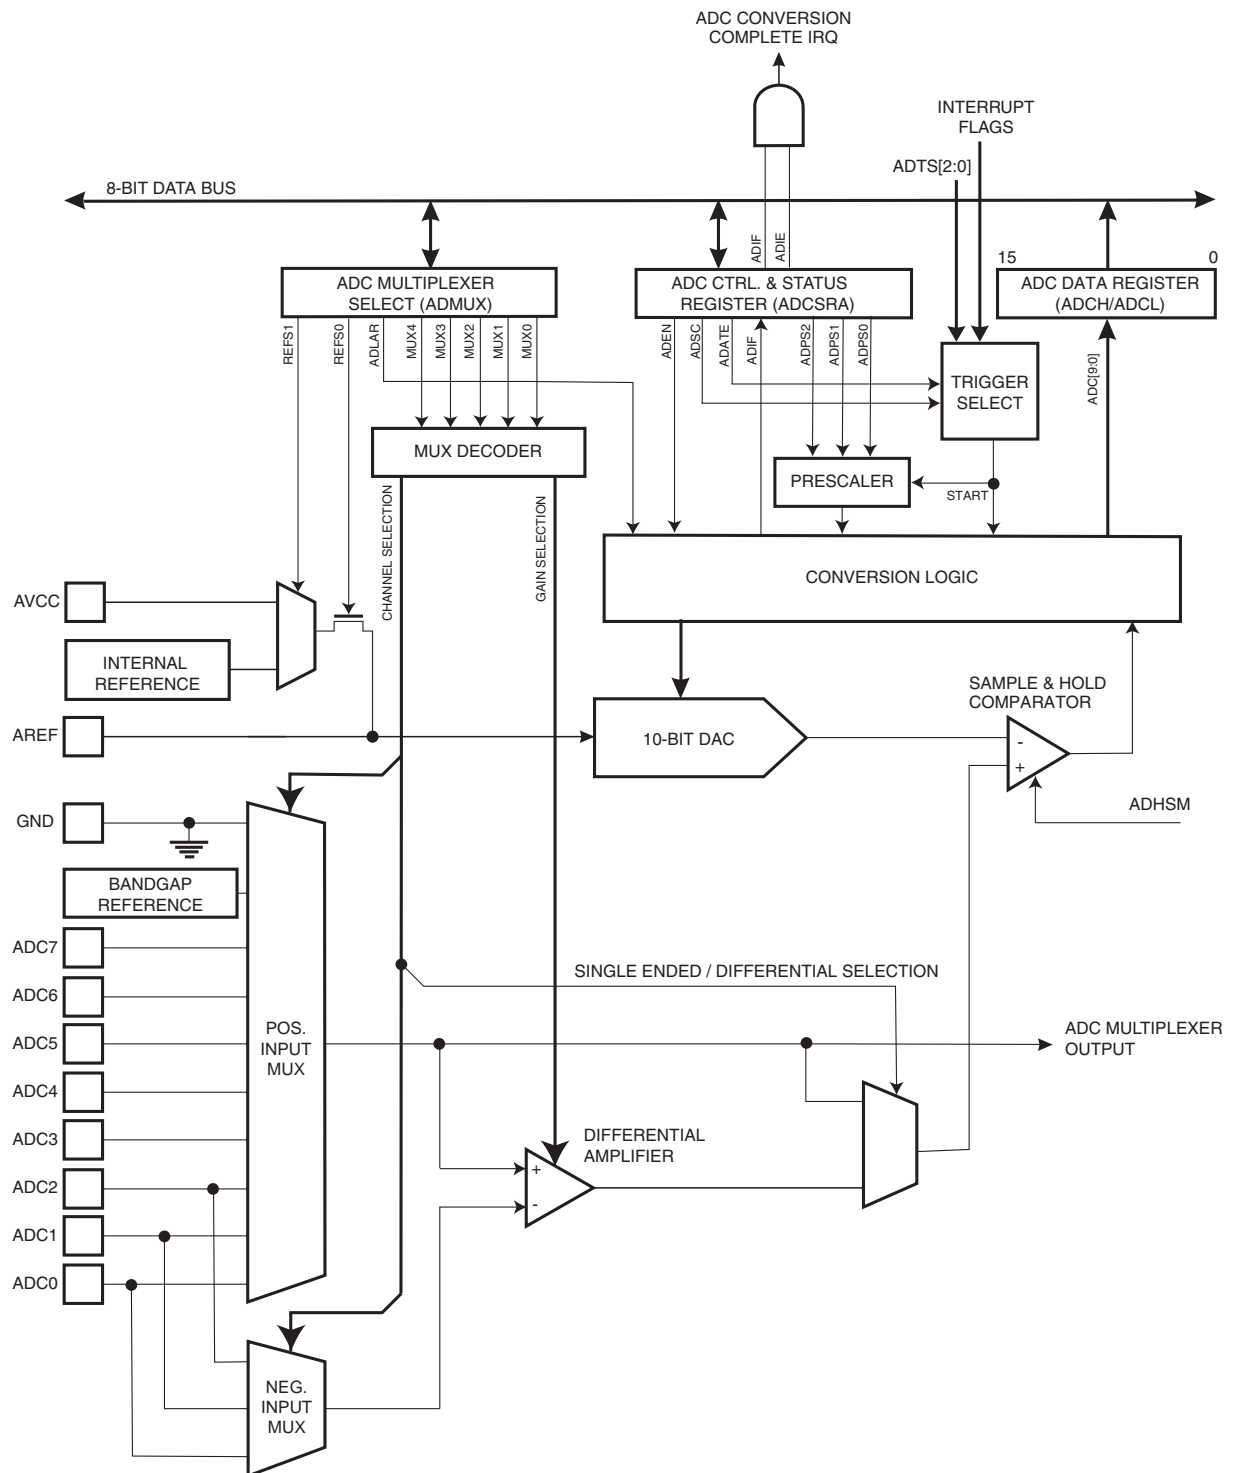 ADC CONVERSION
COMPLETE IRQ
INTERRUPT
FLAGS
ADTS[2:0]
8-BIT DATA BUS
ADIF
ADIE
15
0
ADC MULTIPLEXER
SELECT (ADMUX)
ADC CTRL. & STATUS
REGISTER (ADCSRA)
ADC DATA REGISTER
(ADCH/ADCL)
REFS1
REFS0
ADLAR
MUX4
MUX3
MUX2
MUX1
MUX0
ADEN
ADSC
ADATE
ADIF
ADPS2
ADPS1
ADPS0
TRIGGER
SELECT
ADC[9:0]
MUX DECODER
PRESCALER
START
CHANNEL SELECTION
GAIN SELECTION
CONVERSION LOGIC
AVCC
INTERNAL
REFERENCE
SAMPLE & HOLD
COMPARATOR
AREF
10-BIT DAC
-
+
ADHSM
GND
BANDGAP
REFERENCE
ADC7
SINGLE ENDED / DIFFERENTIAL SELECTION
ADC6
ADC5
POS.
INPUT
MUX
ADC MULTIPLEXER
OUTPUT
ADC4
ADC3
DIFFERENTIAL
AMPLIFIER
+
-
ADC2
ADC1
ADC0
NEG.
INPUT
MUX